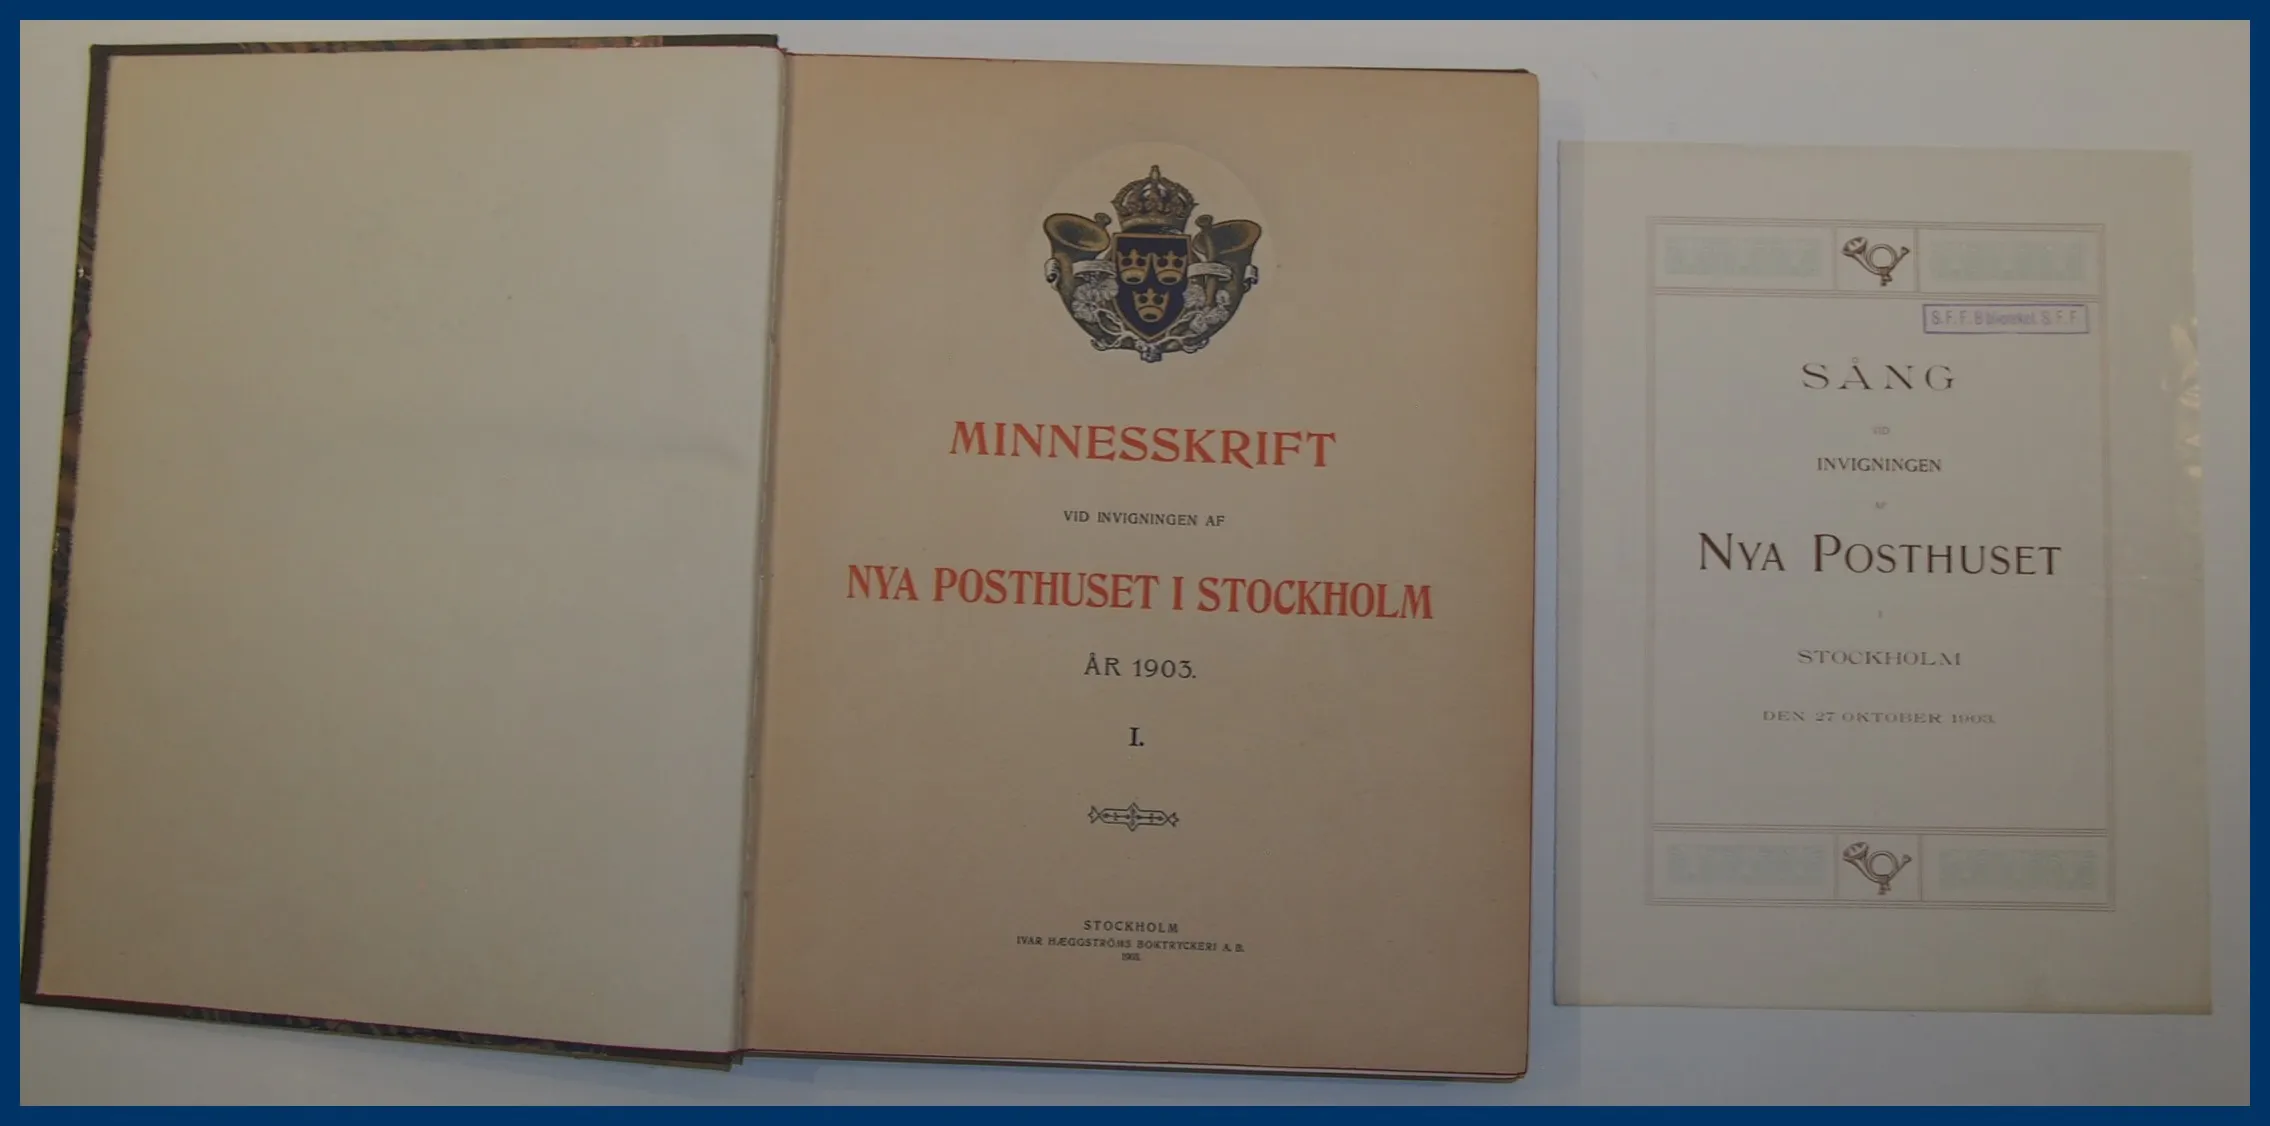 MINNESSKRIFT
VID INVIGNINGEN AF
NYA POSTHUSET I STOCKHOLM
ÅR 1903.
I.
STOCKHOLM
IVAR HÆGGSTRÖMS BOKTRYCKERI A. B.
1903.
S.F.F. Biblioteket. S.F.F.
SÅNG
VID
INVIGNINGEN
AF
NYA POSTHUSET
I
STOCKHOLM
DEN 27 OKTOBER 1903.